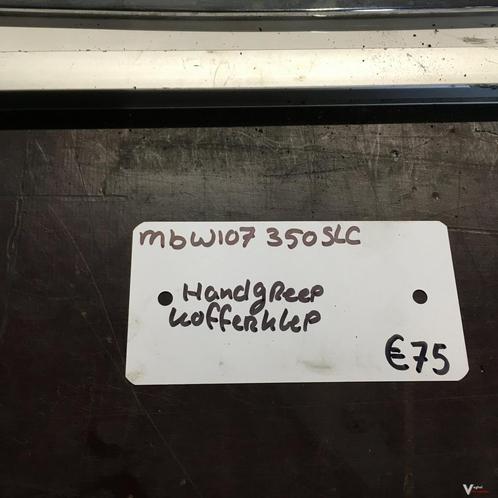 mbW107 350SLC
Handgreep
kofferklep
€75